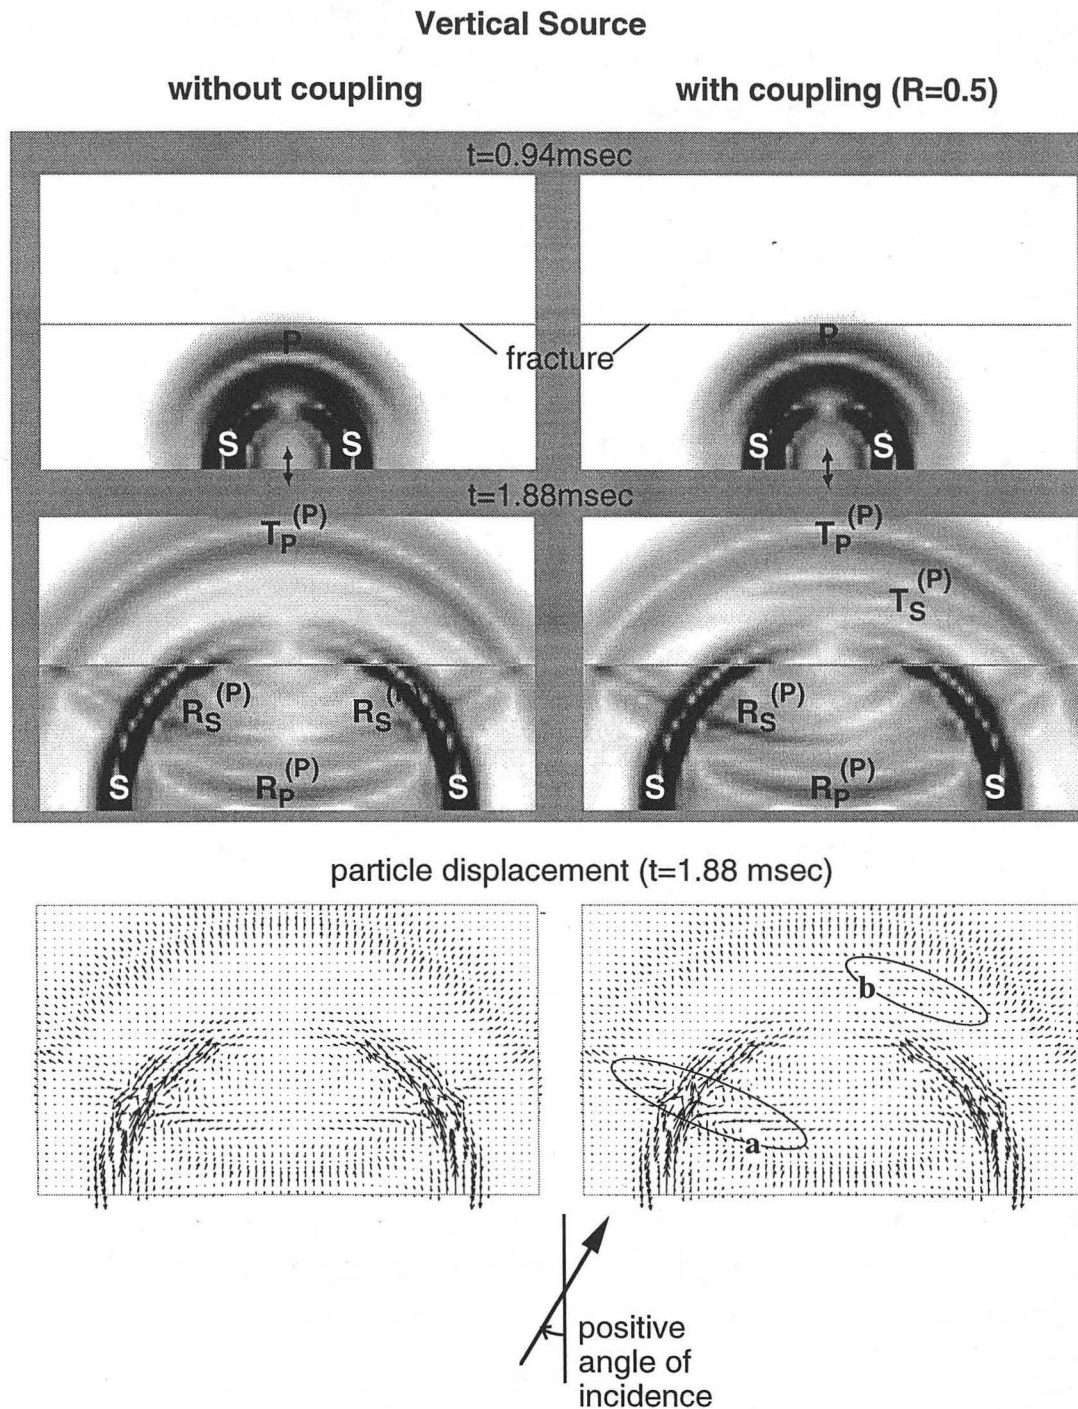 Vertical Source
without coupling
with coupling (R=0.5)
t=0.94msec
P
P
fracture
S
S
S
S
t=1.88msec
T_P^(P)
T_P^(P)
T_S^(P)
R_S^(P)
R_S
R_S^(P)
R_P^(P)
R_P^(P)
S
S
S
S
particle displacement (t=1.88 msec)
b
a
positive
angle of
incidence